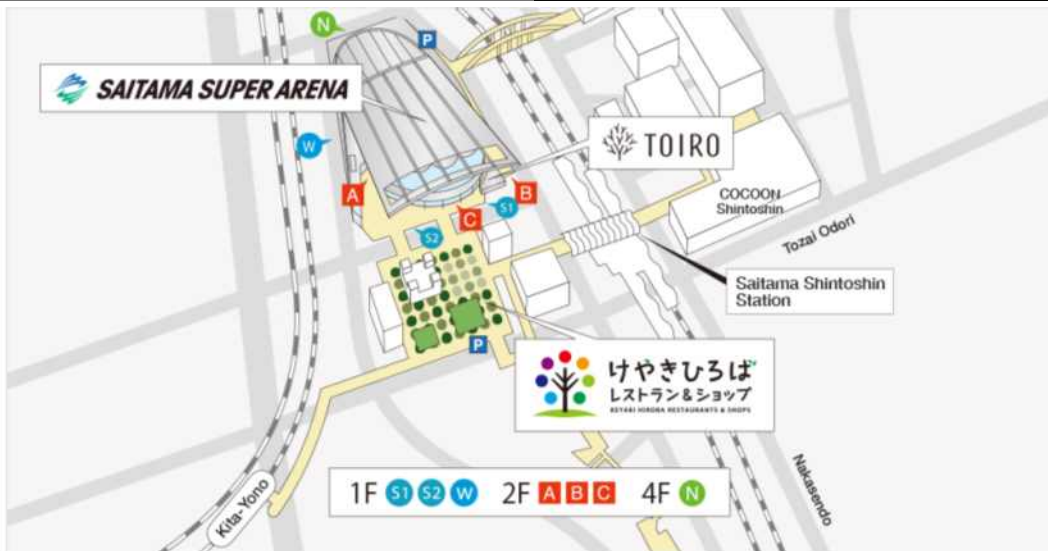 N
P
SAITAMA SUPER ARENA
W
TOIRO
A
B
C
S1
S2
COCOON
Shintoshin
Tozai Odori
Saitama Shintoshin
Station
P
けやきひろば
レストラン&ショップ
KEYAKI HIROBA RESTAURANTS & SHOPS
1F S1 S2 W 2F A B C 4F N
Kita-Yono
Nakasendo